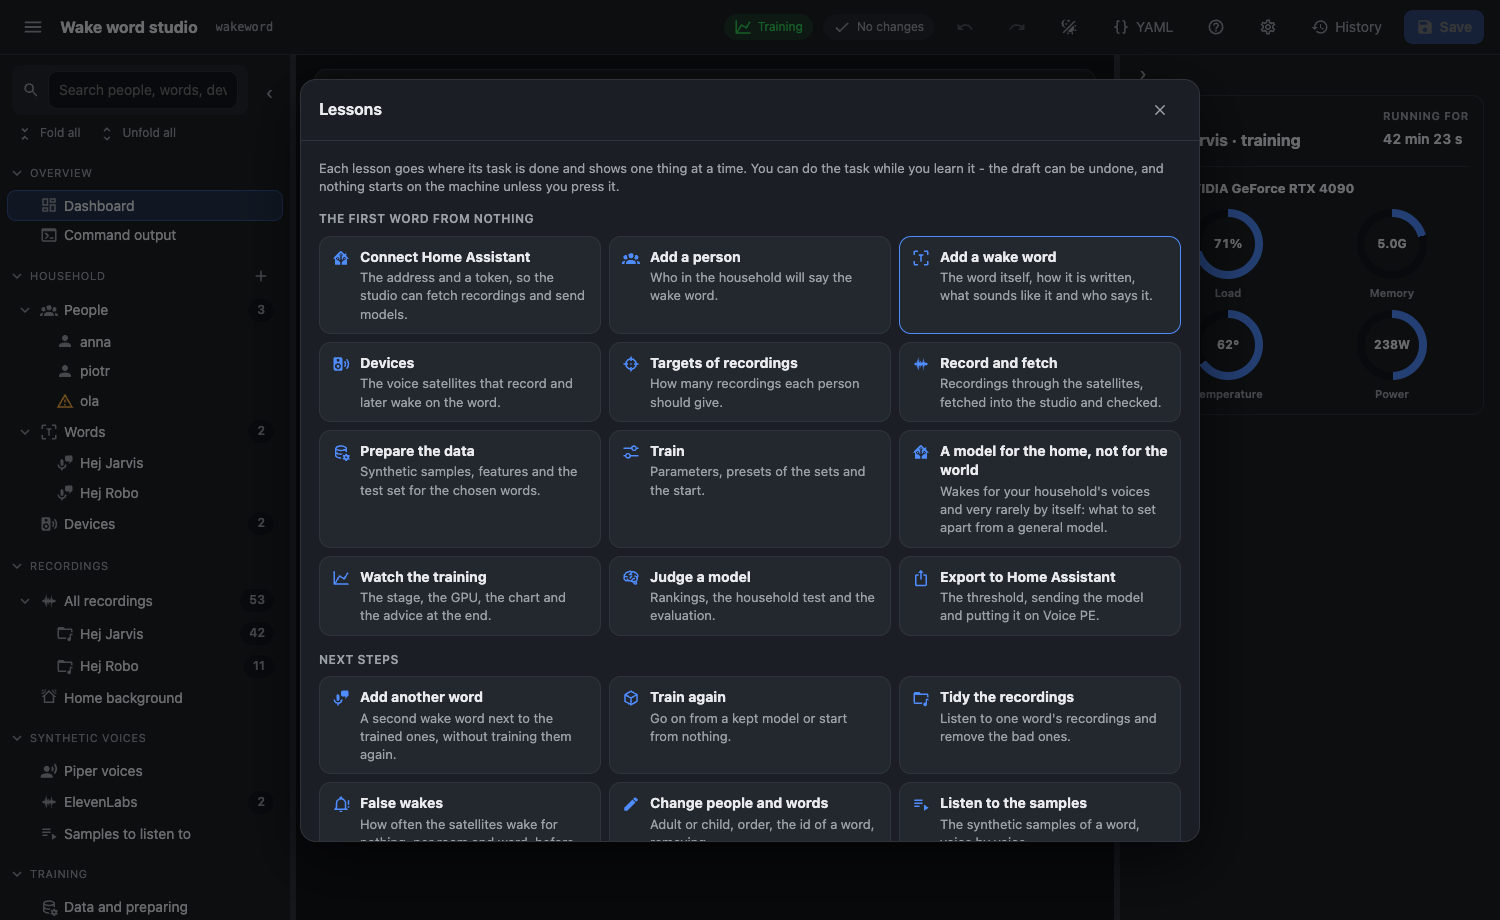 Wake word studio
wakeword
Training
No changes
YAML
History
Save
Search people, words, dev
Fold all
Unfold all
OVERVIEW
Dashboard
Command output
HOUSEHOLD
People
3
anna
piotr
ola
Words
2
Hej Jarvis
Hej Robo
Devices
2
RECORDINGS
All recordings
53
Hej Jarvis
42
Hej Robo
11
Home background
SYNTHETIC VOICES
Piper voices
ElevenLabs
2
Samples to listen to
TRAINING
Data and preparing
Lessons
Each lesson goes where its task is done and shows one thing at a time. You can do the task while you learn it - the draft can be undone, and
nothing starts on the machine unless you press it.
THE FIRST WORD FROM NOTHING
Connect Home Assistant
The address and a token, so the
studio can fetch recordings and send
models.
Add a person
Who in the household will say the
wake word.
Add a wake word
The word itself, how it is written,
what sounds like it and who says it.
Devices
The voice satellites that record and
later wake on the word.
Targets of recordings
How many recordings each person
should give.
Record and fetch
Recordings through the satellites,
fetched into the studio and checked.
Prepare the data
Synthetic samples, features and the
test set for the chosen words.
Train
Parameters, presets of the sets and
the start.
A model for the home, not for the
world
Wakes for your household's voices
and very rarely by itself: what to set
apart from a general model.
Watch the training
The stage, the GPU, the chart and
the advice at the end.
Judge a model
Rankings, the household test and the
evaluation.
Export to Home Assistant
The threshold, sending the model
and putting it on Voice PE.
NEXT STEPS
Add another word
A second wake word next to the
trained ones, without training them
again.
Train again
Go on from a kept model or start
from nothing.
Tidy the recordings
Listen to one word's recordings and
remove the bad ones.
False wakes
How often the satellites wake for
nothing, per room and word, before
Change people and words
Adult or child, order, the id of a word,
removing
Listen to the samples
The synthetic samples of a word,
voice by voice
rvis · training
RUNNING FOR
42 min 23 s
IDIA GeForce RTX 4090
71%
Load
5.0G
Memory
62°
emperature
238W
Power